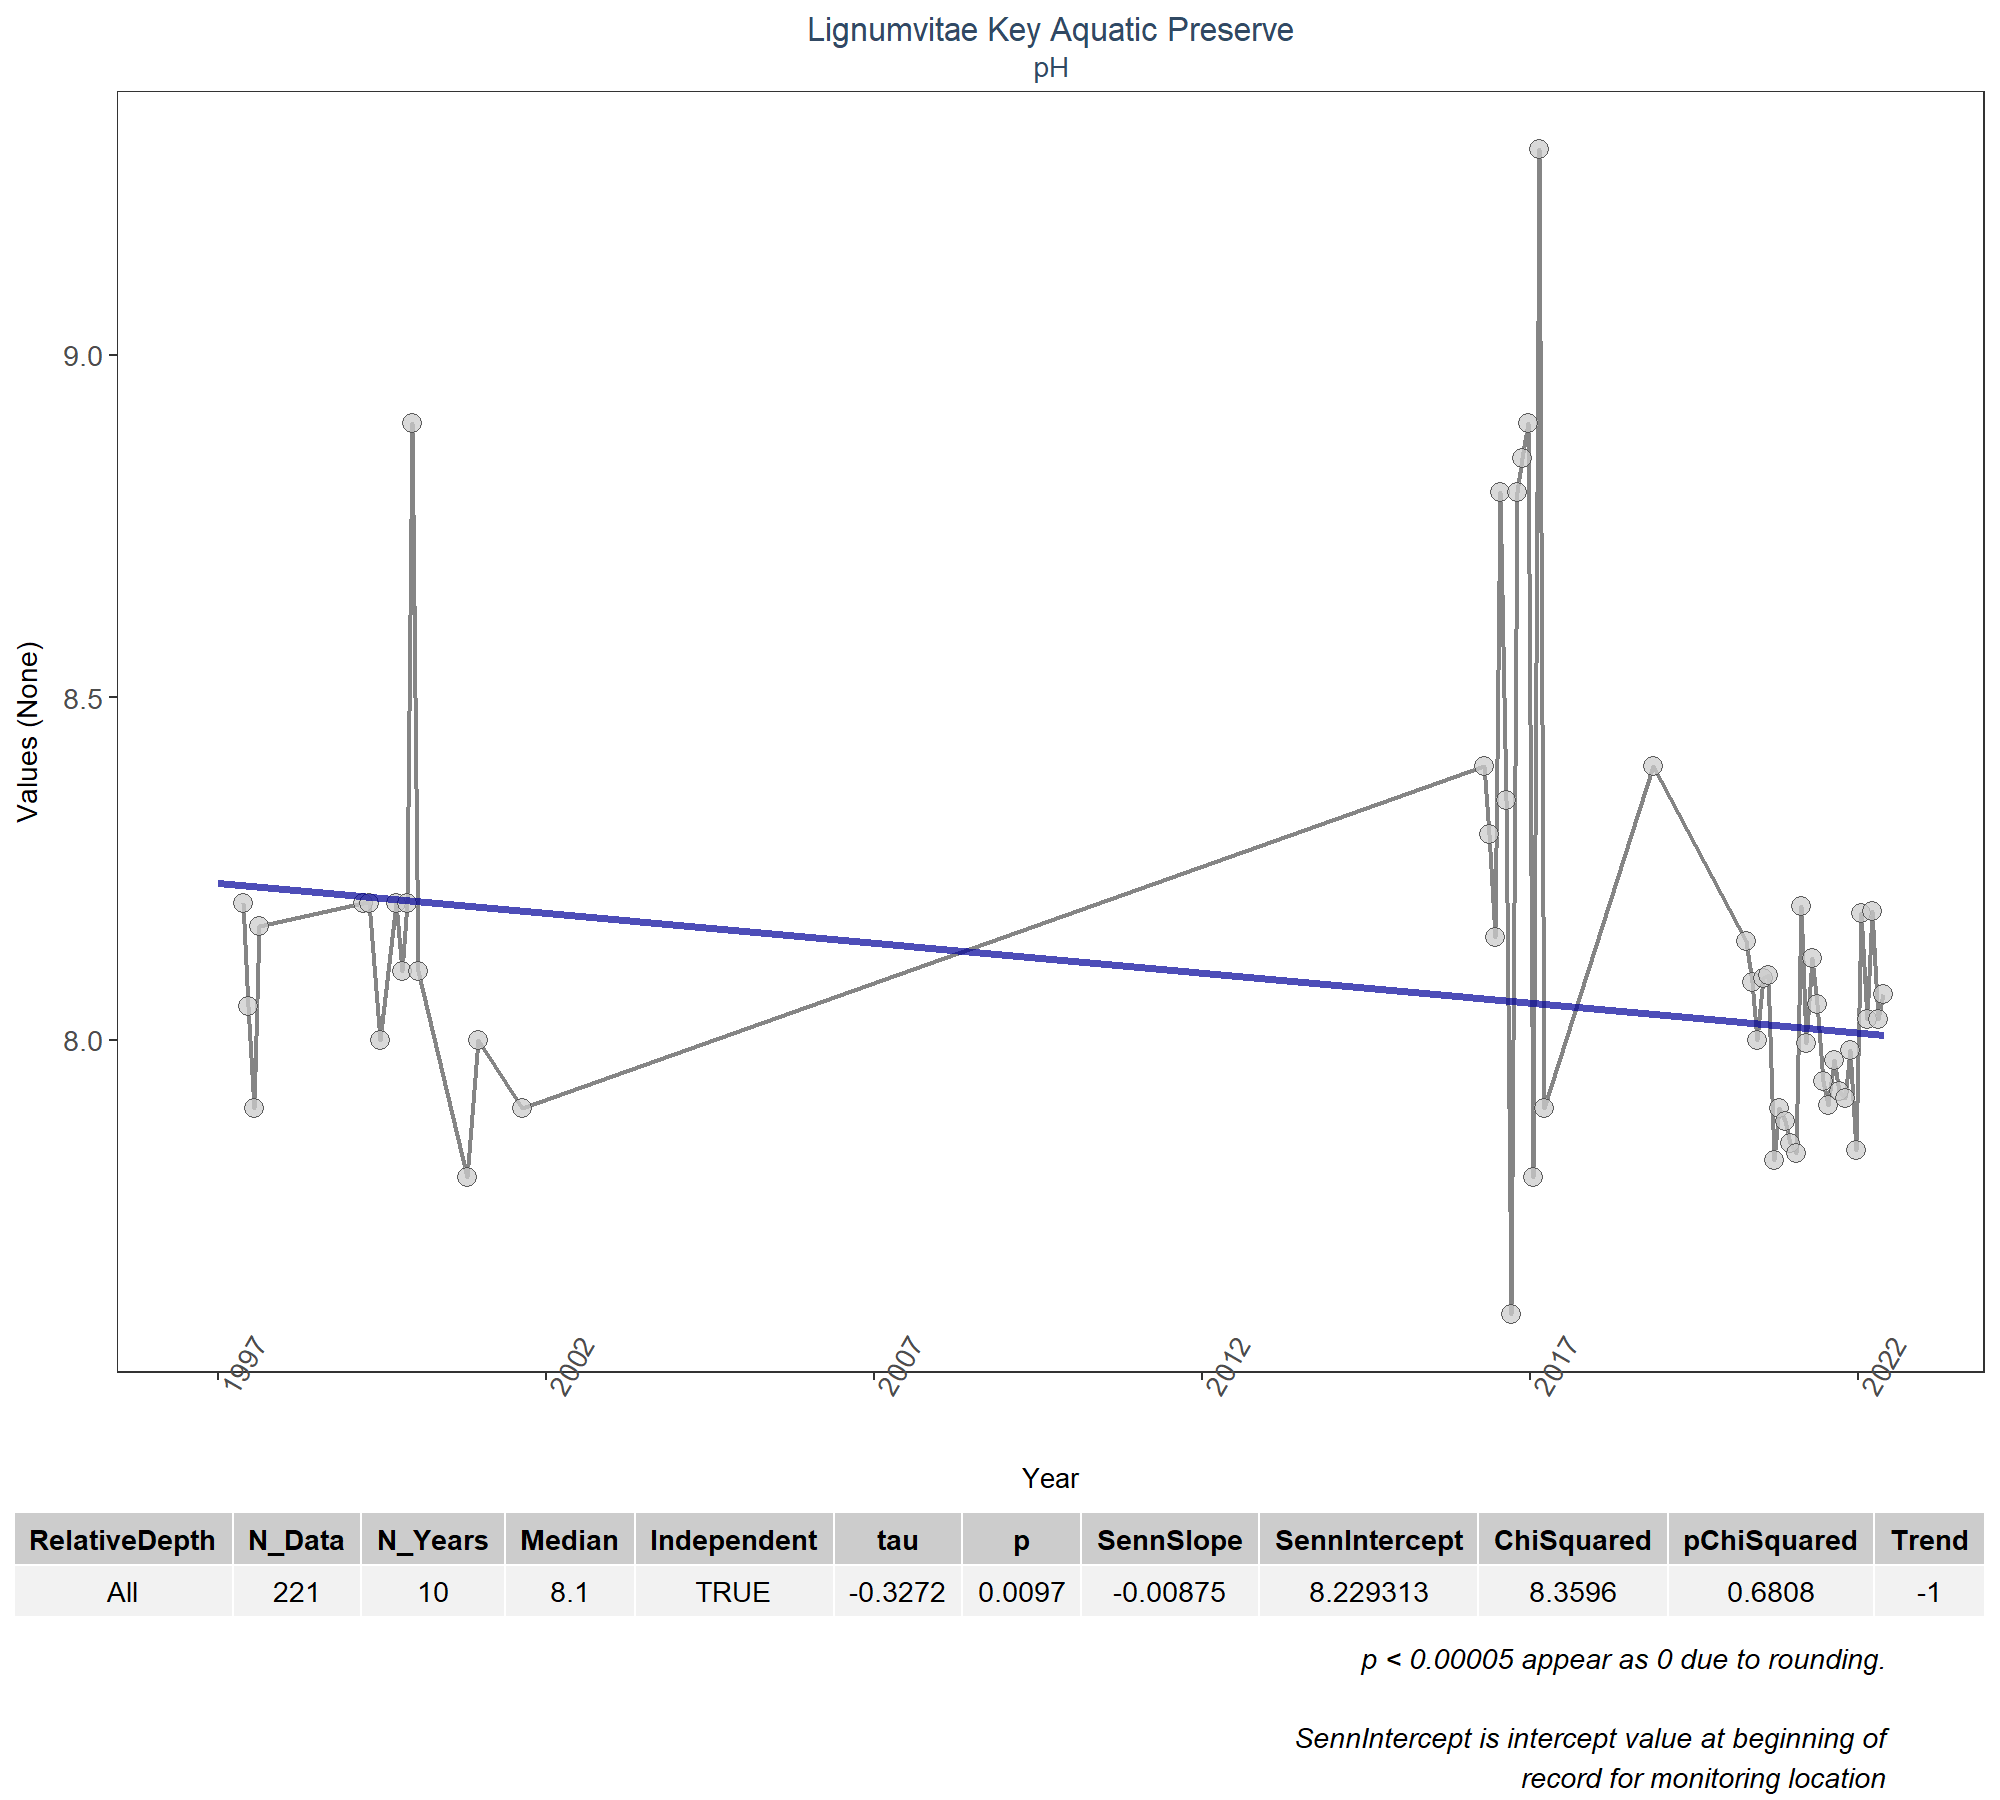 Lignumvitae Key Aquatic Preserve
pH
Values (None)
9.0
8.5
8.0
1997
2002
2007
2012
2017
2022
Year
RelativeDepth N_Data N_Years Median Independent tau p SennSlope SennIntercept ChiSquared pChiSquared Trend
All 221 10 8.1 TRUE -0.3272 0.0097 -0.00875 8.229313 8.3596 0.6808 -1
p < 0.00005 appear as 0 due to rounding.
SennIntercept is intercept value at beginning of
record for monitoring location